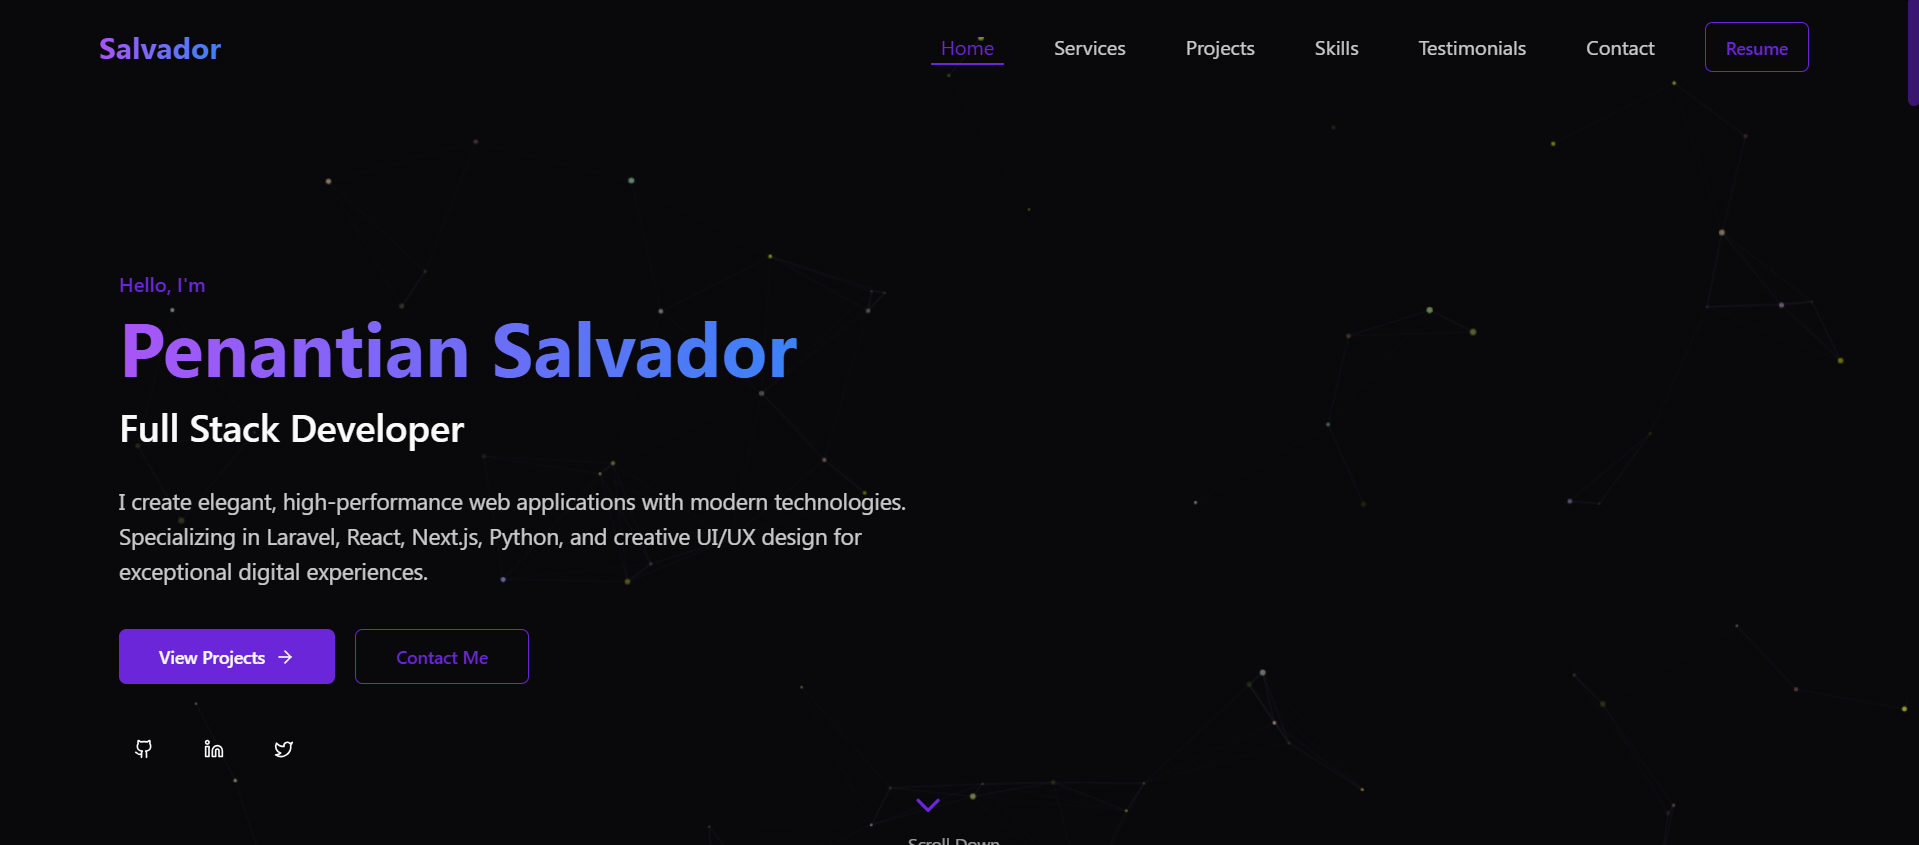 Salvador
Home Services Projects Skills Testimonials Contact Resume
Hello, I'm
Penantian Salvador
Full Stack Developer
I create elegant, high-performance web applications with modern technologies.
Specializing in Laravel, React, Next.js, Python, and creative UI/UX design for
exceptional digital experiences.
View Projects Contact Me
Scroll Down